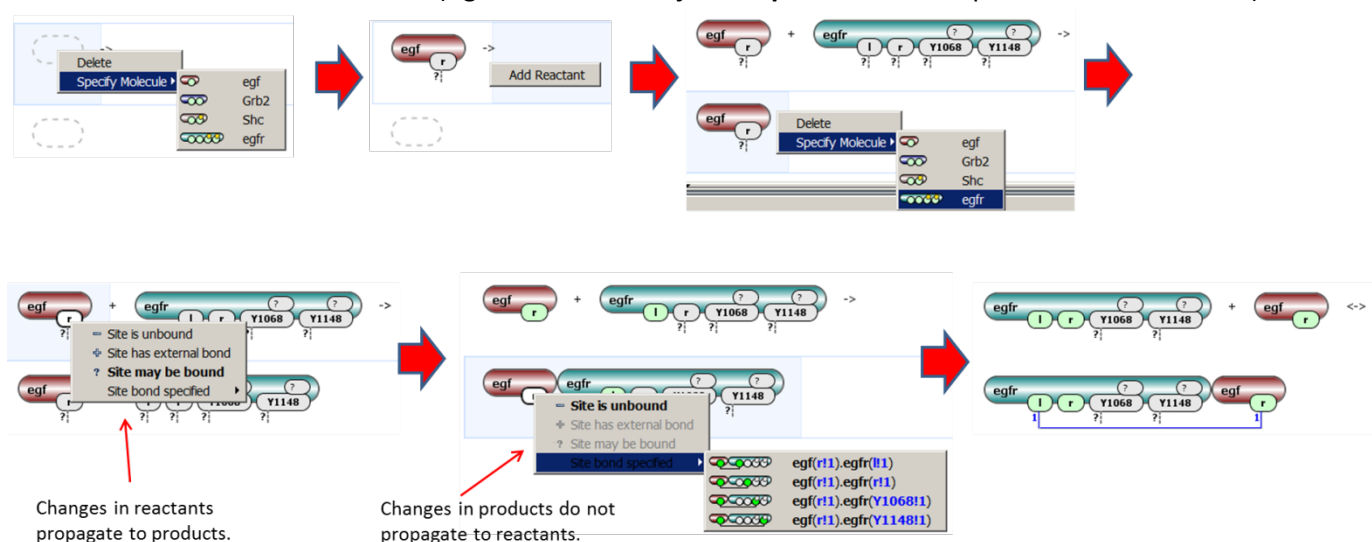 Delete
Specify Molecule
egf
Grb2
Shc
egfr
egf
r
?
->
Add Reactant
egf + egfr ->
? ?
r l r Y1068 Y1148
? ? ? ? ?
egf
r
?
Delete
Specify Molecule
egf
Grb2
Shc
egfr
egf + egfr ->
? ?
r l r Y1068 Y1148
? ? ?
Site is unbound
Site has external bond
? Site may be bound
Site bond specified
egf
? ?
Y1148
? ? ? ? ?
Changes in reactants
propagate to products.
egf + egfr ->
? ?
r l r Y1068 Y1148
? ? ?
egf egfr
? ?
Y1068 Y1148
? ?
Site is unbound
Site has external bond
? Site may be bound
Site bond specified
egf(r!1).egfr(l!1)
egf(r!1).egfr(r!1)
egf(r!1).egfr(Y1068!1)
egf(r!1).egfr(Y1148!1)
Changes in products do not
propagate to reactants.
egfr + egf <->
? ?
l r Y1068 Y1148 r
? ? ?
egfr egf
? ?
l r Y1068 Y1148 r
1 ? ? 1